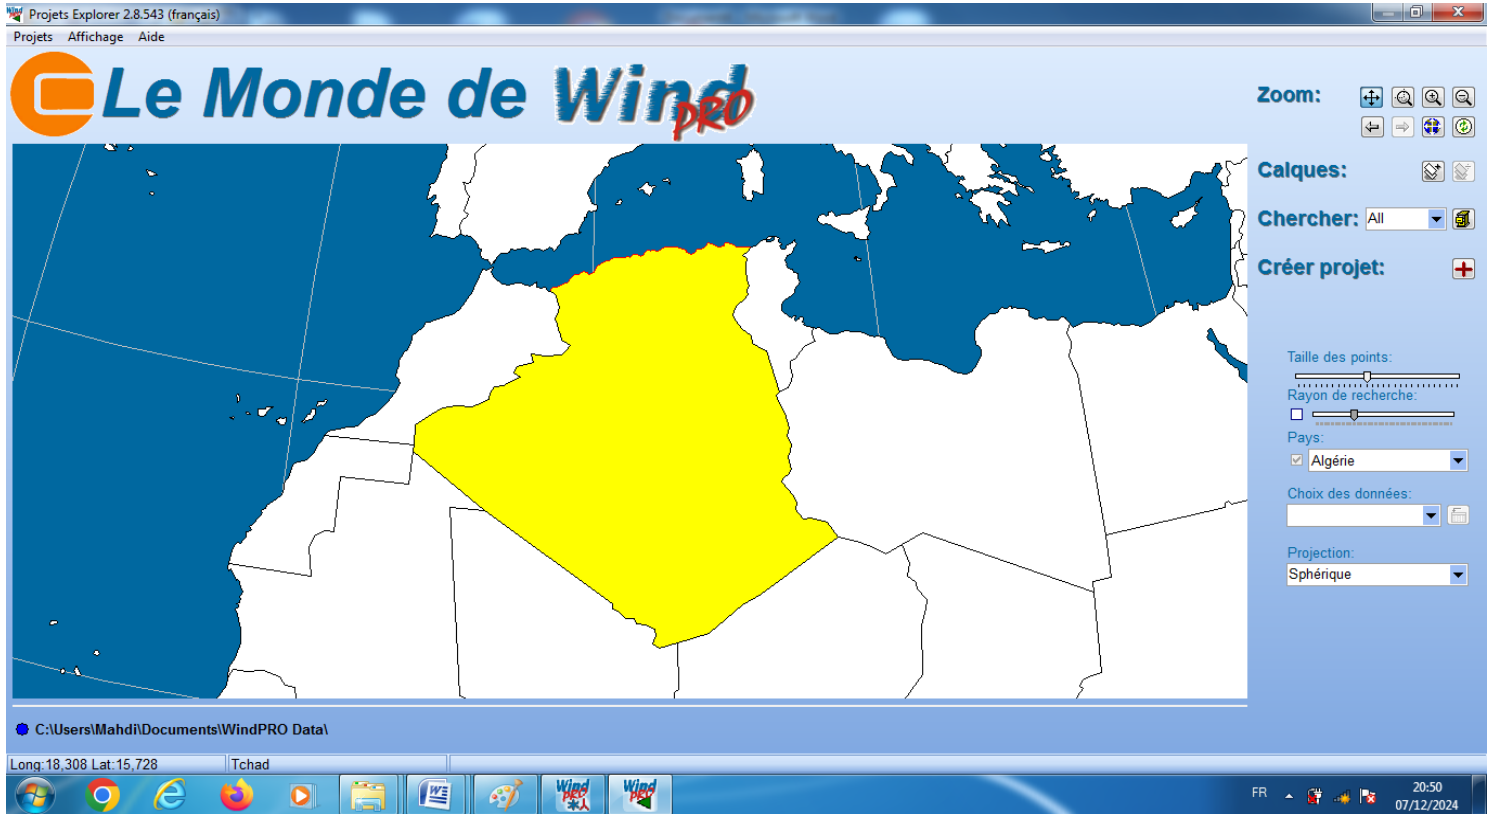 Projets Explorer 2.8.543 (français)
Projets Affichage Aide
Le Monde de WindPRO
Zoom:
Calques:
Chercher: All
Créer projet:
Taille des points:
Rayon de recherche:
Pays:
Algérie
Choix des données:
Projection:
Sphérique
C:\Users\Mahdi\Documents\WindPRO Data\
Long:18,308 Lat:15,728 Tchad
FR 20:50
07/12/2024